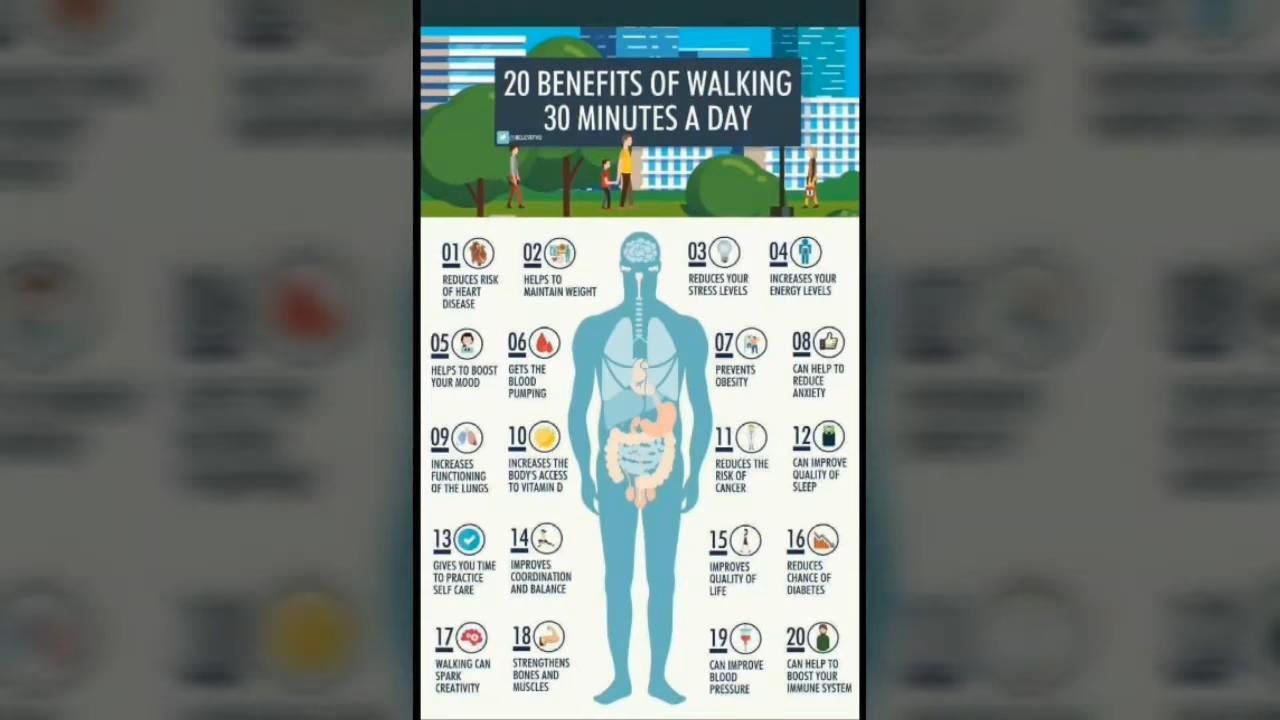 20 BENEFITS OF WALKING
30 MINUTES A DAY
01
REDUCES RISK
OF HEART
DISEASE
02
HELPS TO
MAINTAIN WEIGHT
03
REDUCES YOUR
STRESS LEVELS
04
INCREASES YOUR
ENERGY LEVELS
05
HELPS TO BOOST
YOUR MOOD
06
GETS THE
BLOOD
PUMPING
07
PREVENTS
OBESITY
08
CAN HELP TO
REDUCE
ANXIETY
09
INCREASES
FUNCTIONING
OF THE LUNGS
10
INCREASES THE
BODY'S ACCESS
TO VITAMIN D
11
REDUCES THE
RISK OF
CANCER
12
CAN IMPROVE
QUALITY OF
SLEEP
13
GIVES YOU TIME
TO PRACTICE
SELF CARE
14
IMPROVES
COORDINATION
AND BALANCE
15
IMPROVES
QUALITY OF
LIFE
16
REDUCES
CHANCE OF
DIABETES
17
WALKING CAN
SPARK
CREATIVITY
18
STRENGTHENS
BONES AND
MUSCLES
19
CAN IMPROVE
BLOOD
PRESSURE
20
CAN HELP TO
BOOST YOUR
IMMUNE SYSTEM